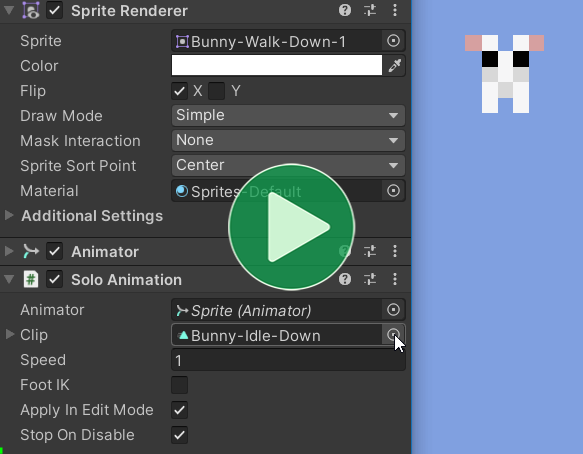 Sprite Renderer
Sprite Bunny-Walk-Down-1
Color
Flip X Y
Draw Mode Simple
Mask Interaction None
Sprite Sort Point Center
Material Sprites-Default
Additional Settings
Animator
Solo Animation
Animator Sprite (Animator)
Clip Bunny-Idle-Down
Speed 1
Foot IK
Apply In Edit Mode
Stop On Disable